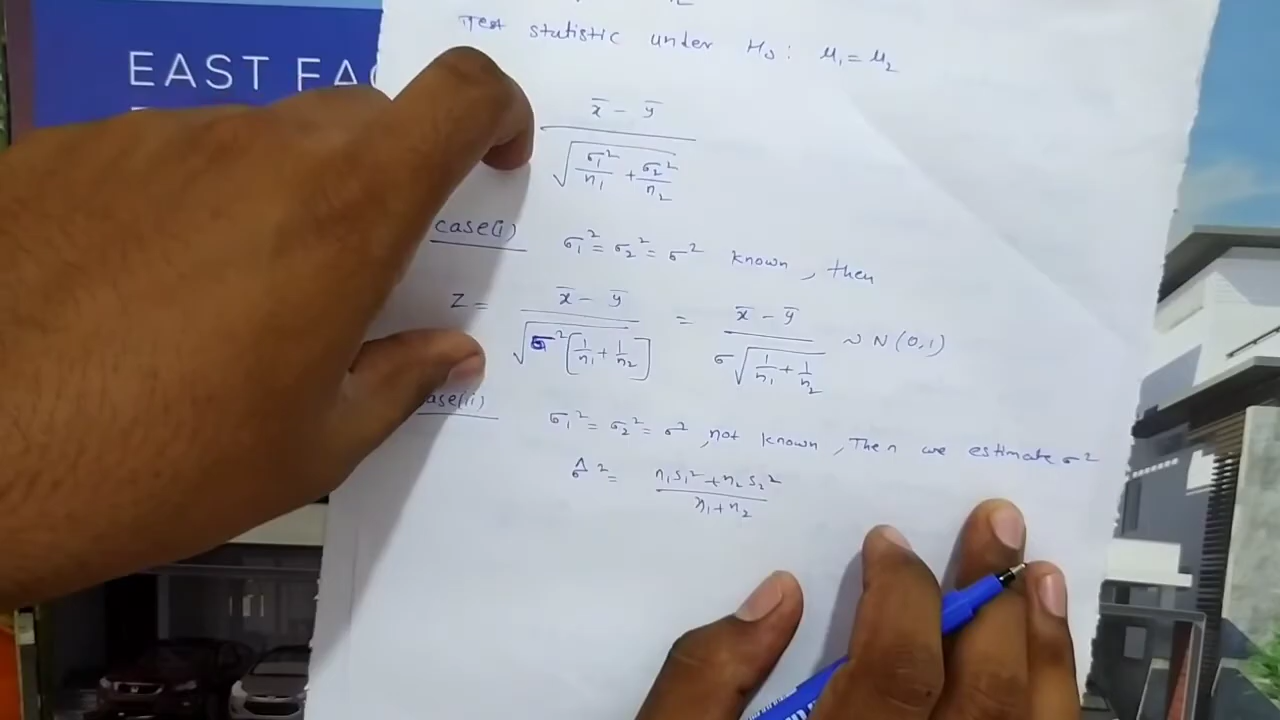 EAST FA
Test statistic under H₀: μ₁ = μ₂
x̄ - ȳ / √(σ₁²/n₁ + σ₂²/n₂)
case(i) σ₁² = σ₂² = σ² known, then
Z = x̄ - ȳ / √(σ²[1/n₁ + 1/n₂]) = x̄ - ȳ / σ√(1/n₁ + 1/n₂) ~ N(0,1)
ase(ii) σ₁² = σ₂² = σ², not known, Then we estimate σ²
σ̂² = n₁s₁² + n₂s₂² / n₁ + n₂